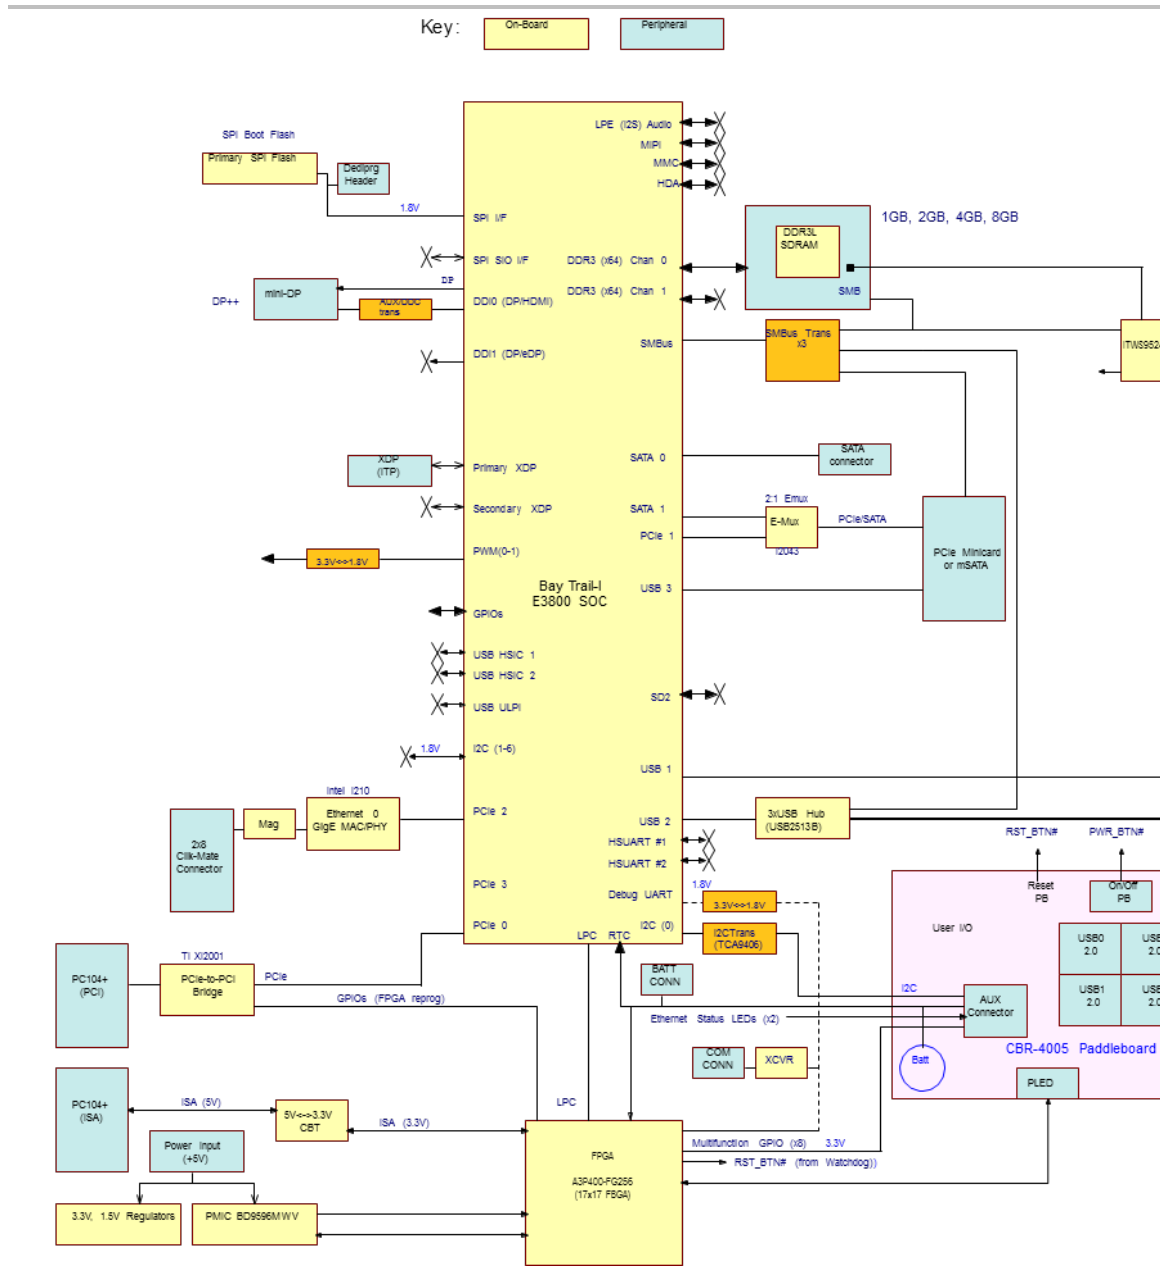 Key:
On-Board
Peripheral
SPI Boot Flash
Primary SPI Flash
Dediprg
Header
1.8V
SPI I/F
SPI SIO I/F
DP
DP++
mini-DP
AUX/DDC
trans
DDI0 (DP/HDMI)
DDI1 (DP/eDP)
XDP
(ITP)
Primary XDP
Secondary XDP
3.3V<=>1.8V
PWM(0-1)
GPIOs
USB HSIC 1
USB HSIC 2
USB ULPI
1.8V
I2C (1-6)
Intel I210
Ethernet 0
GigE MAC/PHY
Mag
2x8
Clik-Mate
Connector
PCIe 2
PCIe 3
PCIe 0
Bay Trail-I
E3800 SOC
LPE (I2S) Audio
MIPI
MMC
HDA
DDR3 (x64) Chan 0
DDR3 (x64) Chan 1
DDR3L
SDRAM
SMB
1GB, 2GB, 4GB, 8GB
SMBus
SMBus Trans
x3
SATA 0
SATA
connector
SATA 1
PCIe 1
2:1 Emux
E-Mux
PCIe/SATA
PCIe Minicard
or mSATA
USB 3
SD2
USB 1
USB 2
3xUSB Hub
(USB2513B)
HSUART #1
HSUART #2
Debug UART
1.8V
3.3V<=>1.8V
I2C (0)
I2CTrans
(TCA9406)
LPC RTC
RST_BTN#
PWR_BTN#
Reset
PB
On/Off
PB
User I/O
USB0
2.0
USB1
2.0
I2C
AUX
Connector
CBR-4005 Paddleboard
Batt
PLED
BATT
CONN
Ethernet Status LEDs (x2)
COM
CONN
XCVR
TI XI2001
PC104+
(PCI)
PCIe-to-PCI
Bridge
PCIe
GPIOs (FPGA reprog)
PC104+
(ISA)
ISA (5V)
5V<->3.3V
CBT
ISA (3.3V)
LPC
Power Input
(+5V)
3.3V, 1.5V Regulators
PMIC BD9596MWV
FPGA
A3P400-FG256
(17x17 FBGA)
Multifunction GPIO (x8) 3.3V
RST_BTN# (from Watchdog))